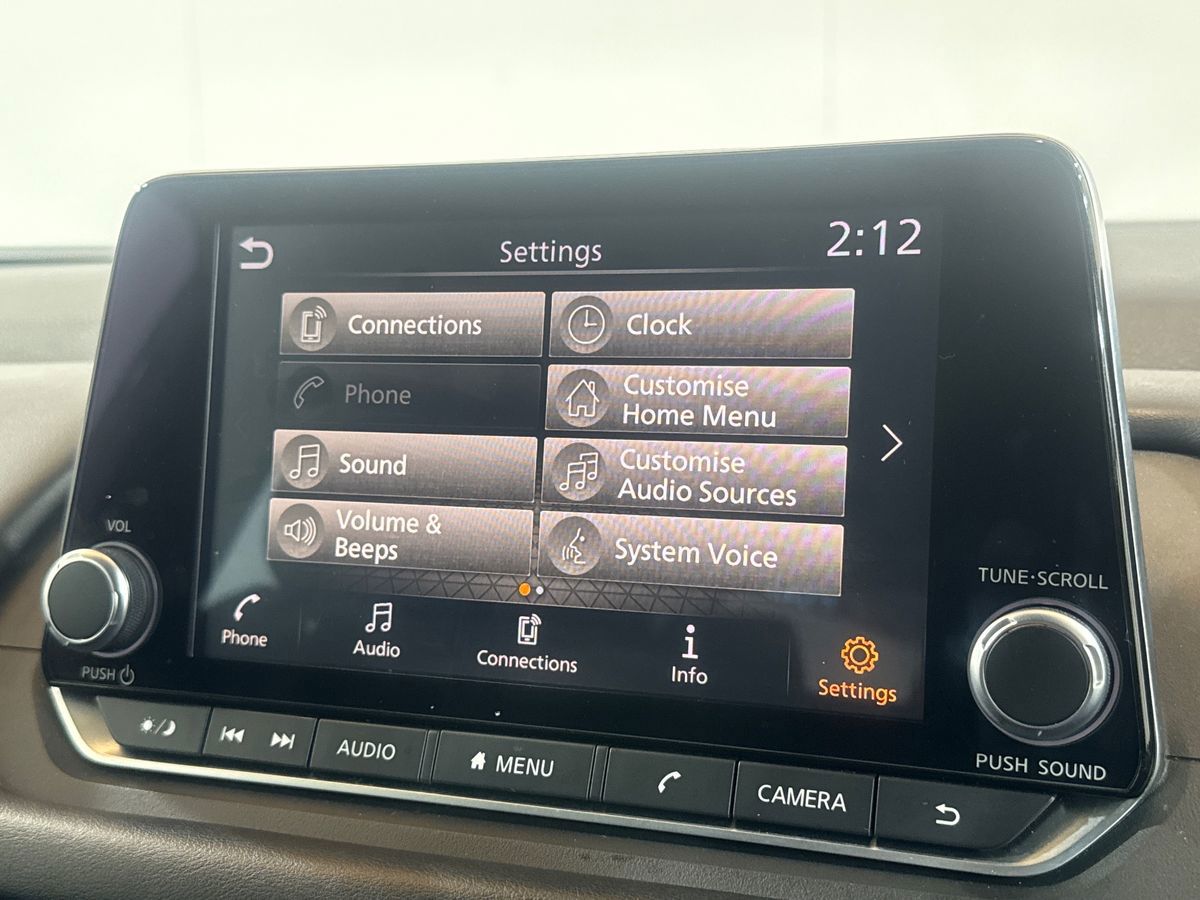 Settings
2:12
Connections
Clock
Phone
Customise
Home Menu
Sound
Customise
Audio Sources
Volume &
Beeps
System Voice
Phone
Audio
Connections
Info
Settings
VOL
PUSH
TUNE·SCROLL
PUSH SOUND
AUDIO
MENU
CAMERA